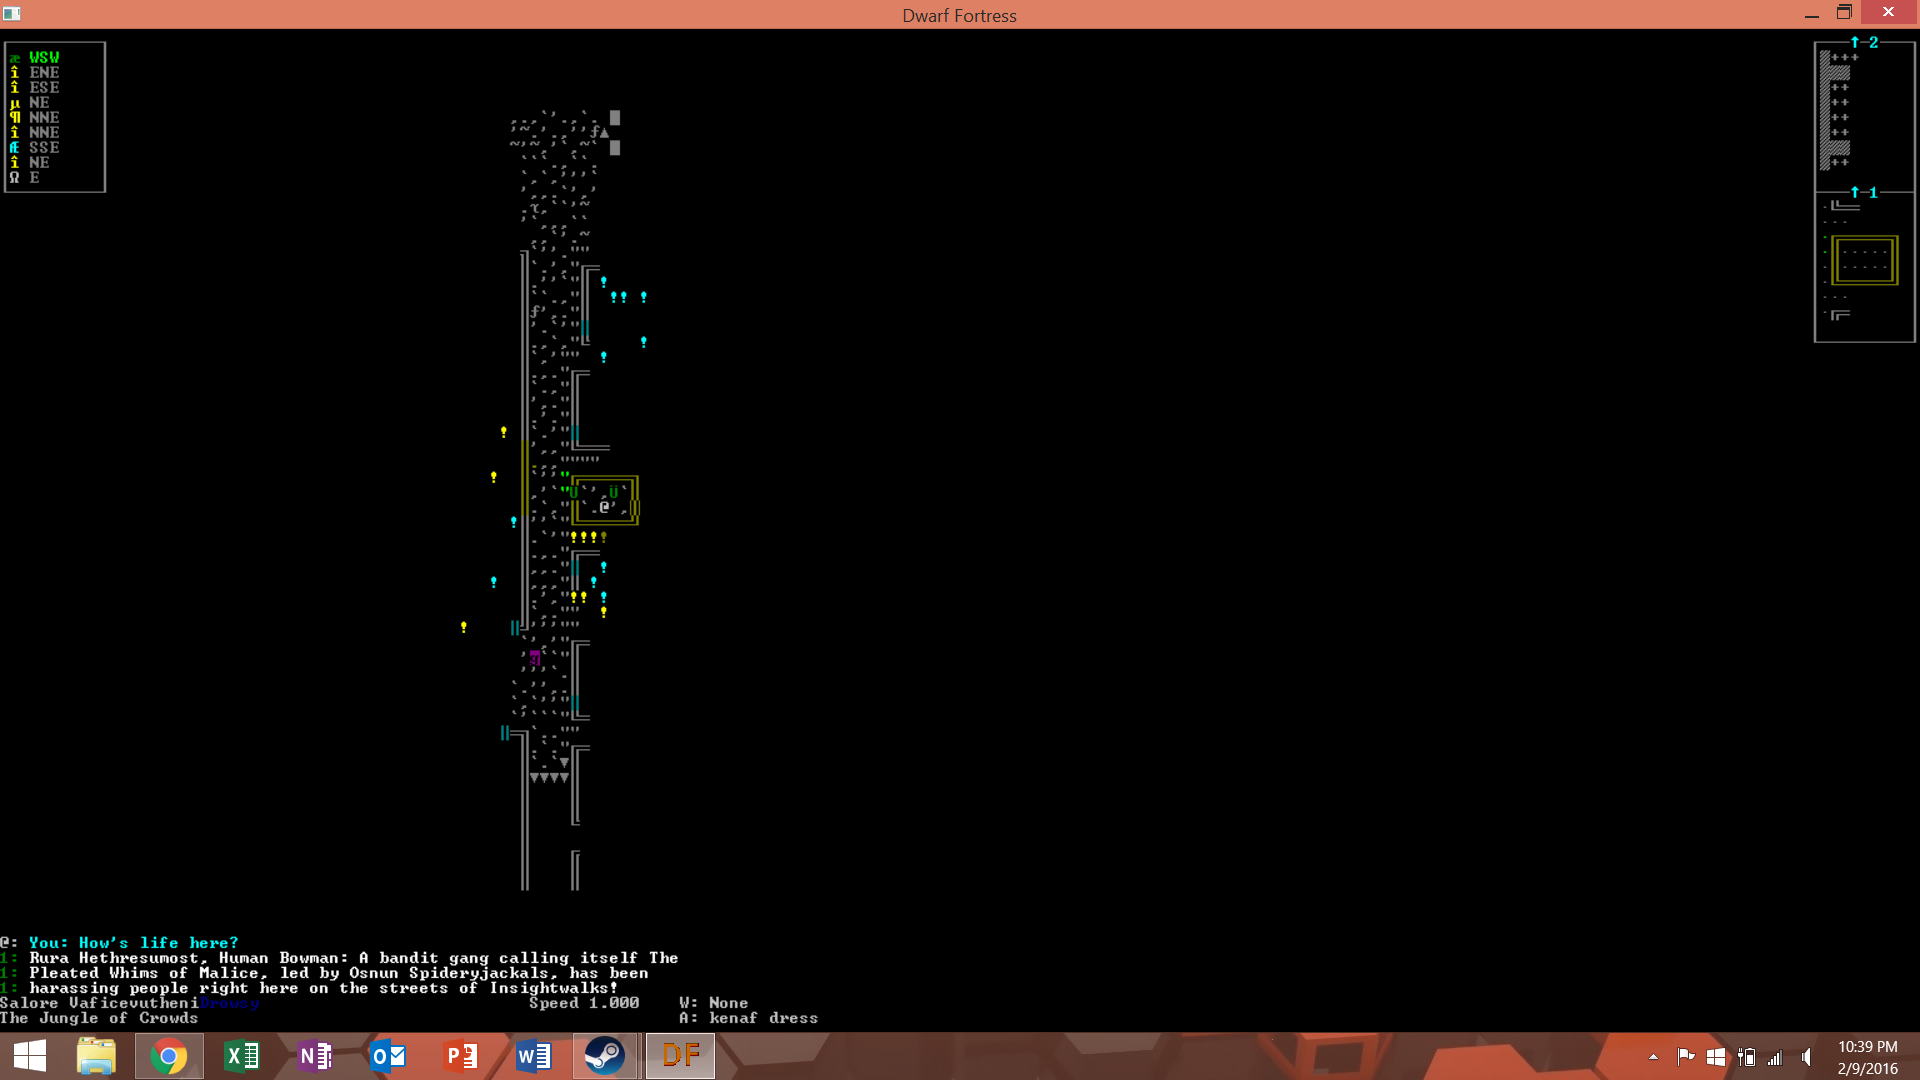 Dwarf Fortress
æ WSW
î ENE
î ESE
µ NE
¶ NNE
î NNE
Æ SSE
î NE
Ω E
↑ 2
↑ 1
@: You: How's life here?
1: Rura Hethresumost, Human Bowman: A bandit gang calling itself The
1: Pleated Whims of Malice, led by Osnun Spideryjackals, has been
1: harassing people right here on the streets of Insightwalks!
Salore VaficevutheniDrowsy Speed 1.000 W: None
The Jungle of Crowds A: kenaf dress
DF
10:39 PM
2/9/2016